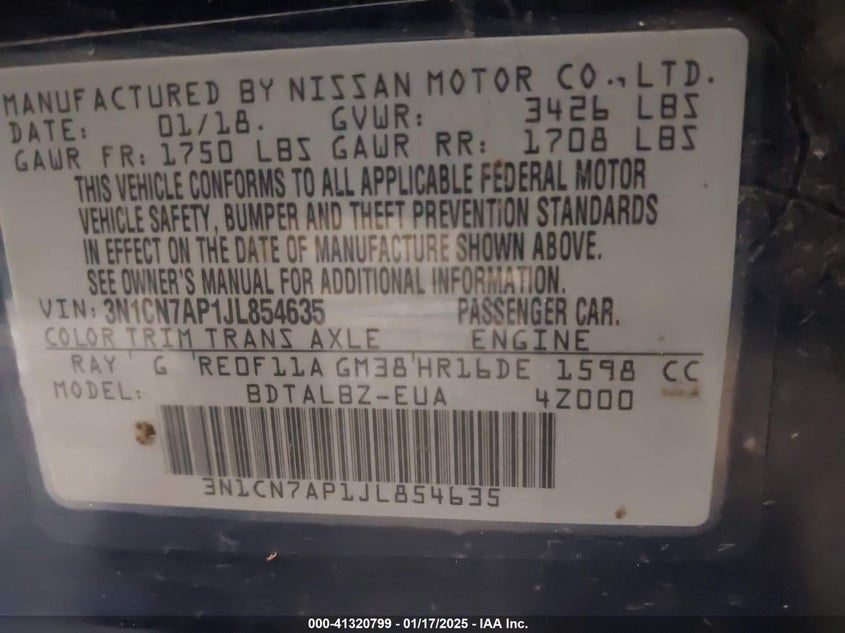 MANUFACTURED BY NISSAN MOTOR CO., LTD.
DATE: 01/18. GVWR: 3426 LBS
GAWR FR: 1750 LBS GAWR RR: 1708 LBS
THIS VEHICLE CONFORMS TO ALL APPLICABLE FEDERAL MOTOR
VEHICLE SAFETY, BUMPER AND THEFT PREVENTION STANDARDS
IN EFFECT ON THE DATE OF MANUFACTURE SHOWN ABOVE.
SEE OWNER'S MANUAL FOR ADDITIONAL INFORMATION.
VIN: 3N1CN7AP1JL854635 PASSENGER CAR.
COLOR TRIM TRANS AXLE ENGINE
RAY G RE0F11A GM38 HR16DE 1598 CC
MODEL: BDTALBZ-EUA 4Z000
3N1CN7AP1JL854635
000-41320799 — 01/17/2025 — IAA Inc.